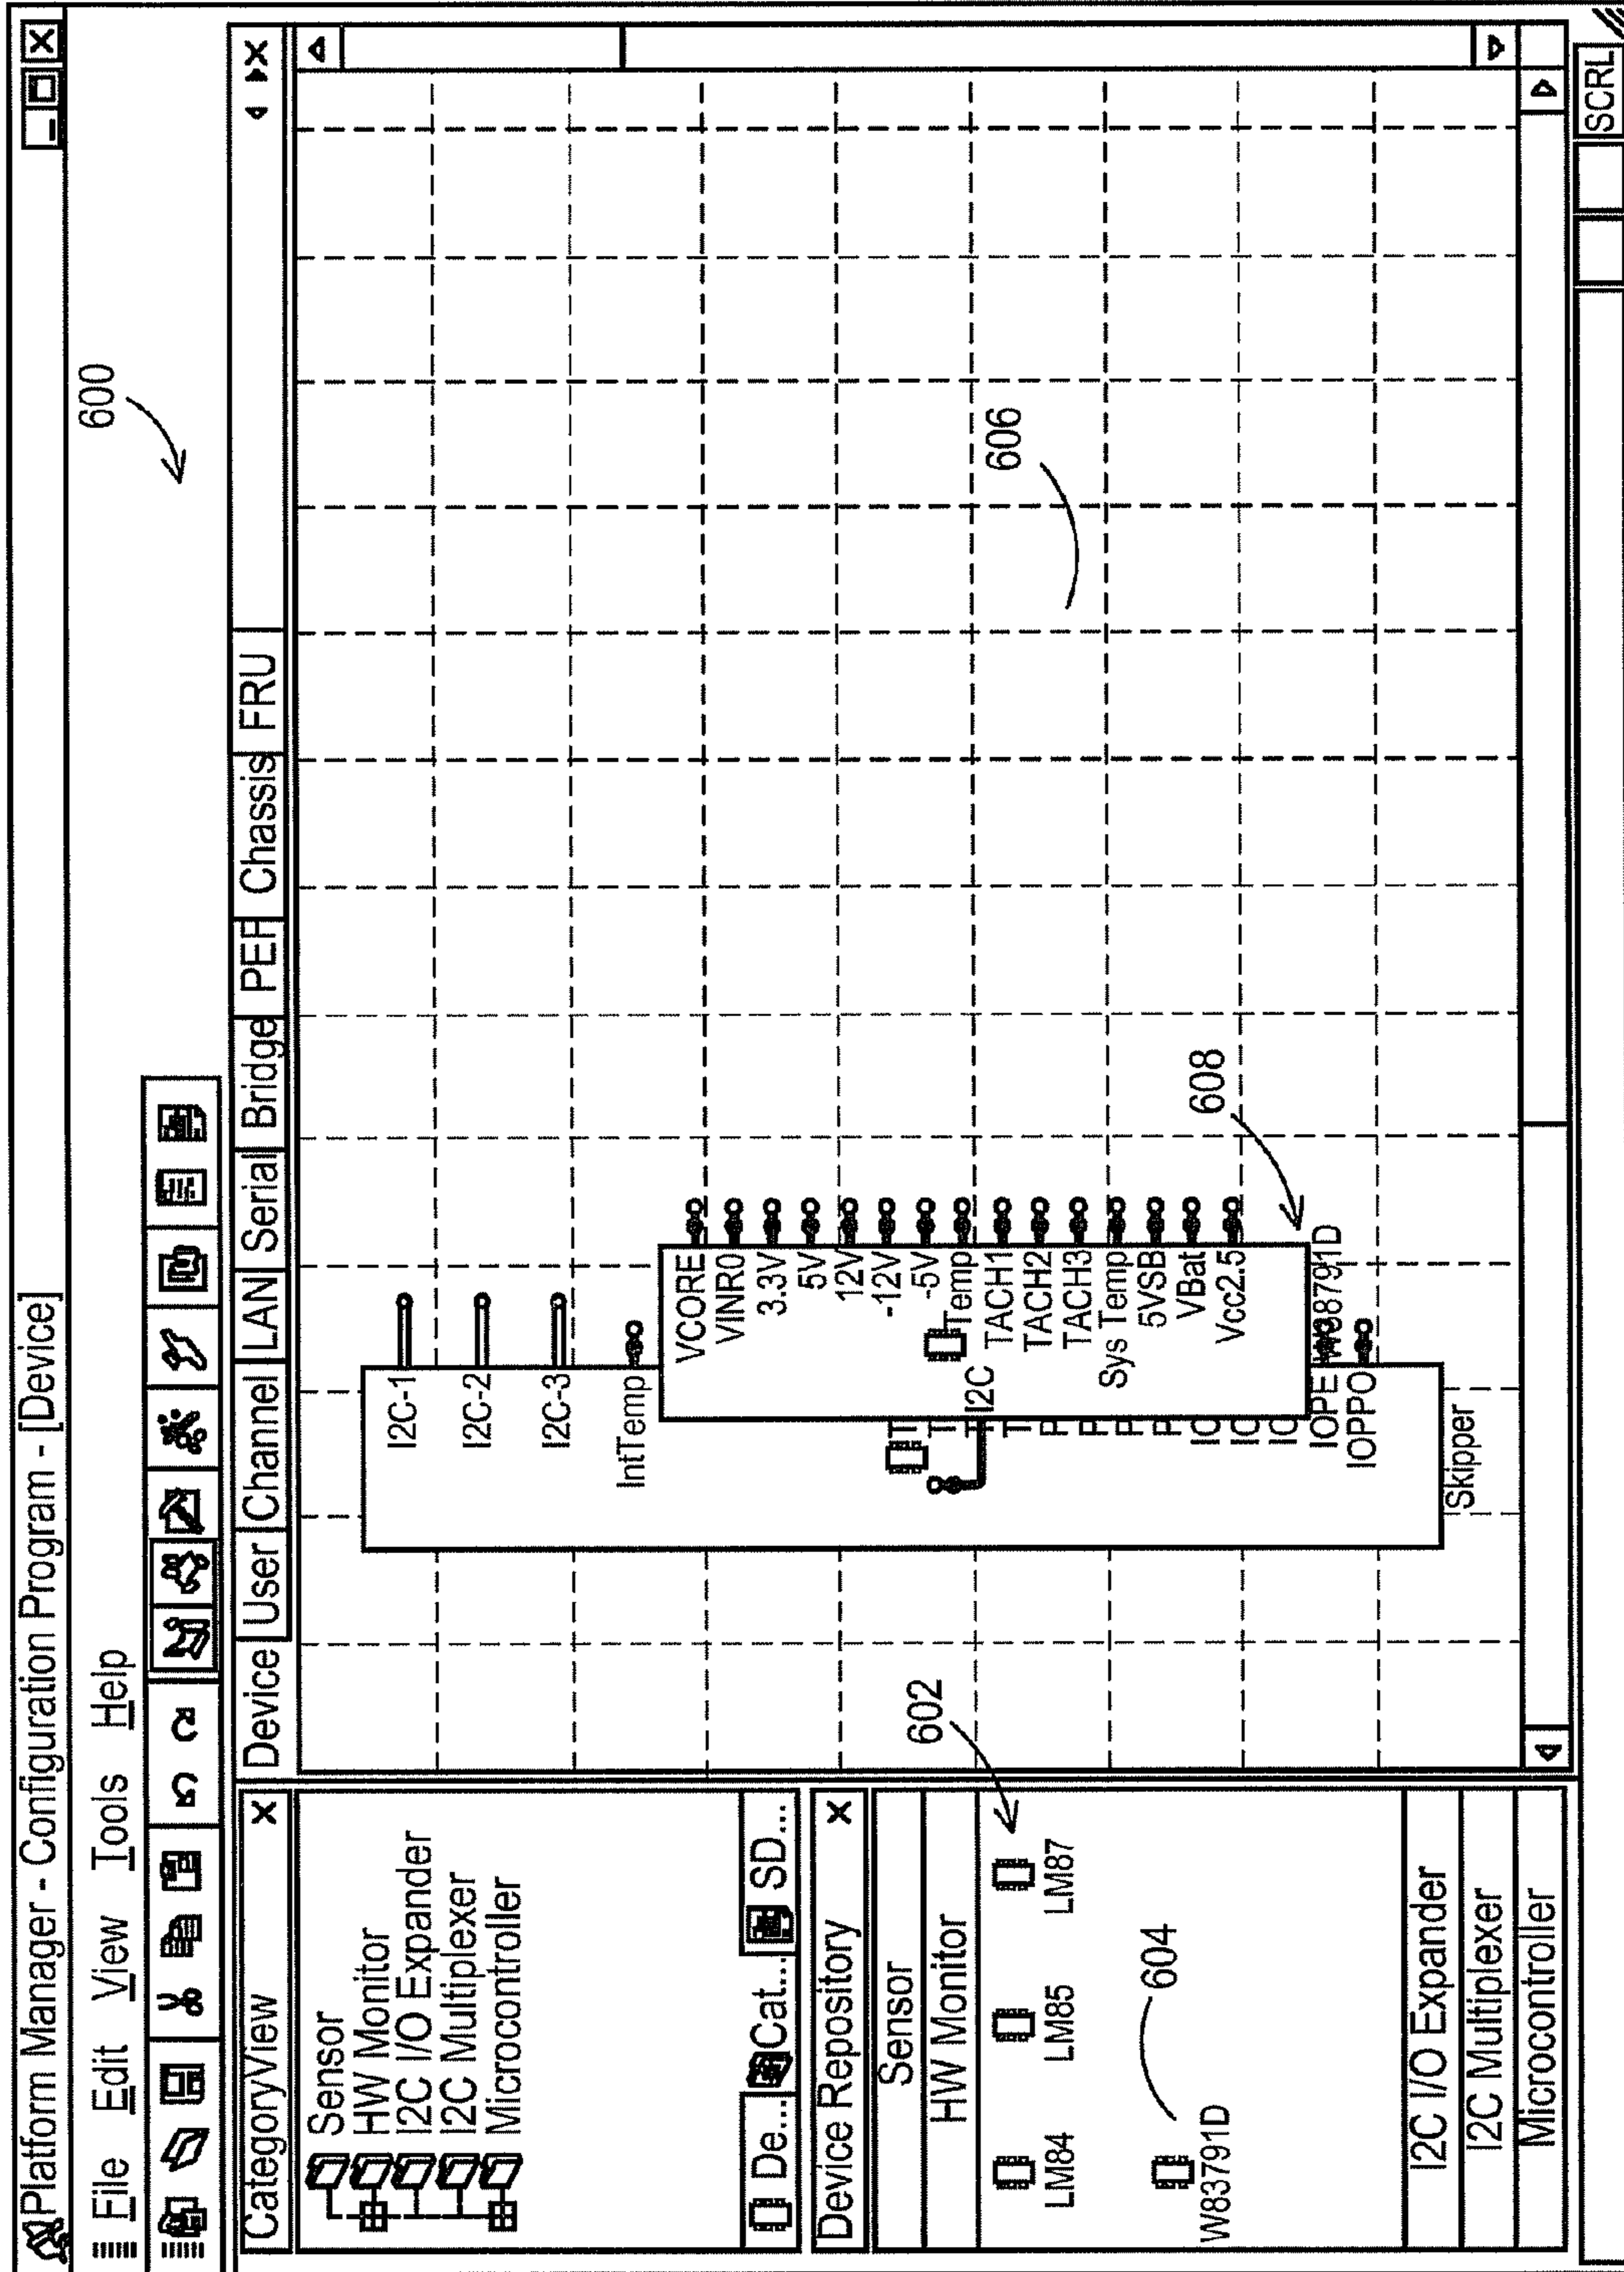 Platform Manager - Configuration Program - [Device]
File Edit View Tools Help
600
CategoryView X
Sensor
HW Monitor
I2C I/O Expander
I2C Multiplexer
Microcontroller
De... Cat... SD...
Device Repository X
Sensor
HW Monitor
602
LM84 LM85 LM87
604
W83791D
I2C I/O Expander
I2C Multiplexer
Microcontroller
Device User Channel LAN Serial Bridge PEF Chassis FRU
I2C-1
I2C-2
I2C-3
IntTemp
VCORE
VINR0
3.3V
5V
12V
-12V
-5V
Temp
I2C
TACH1
TACH2
TACH3
Sys Temp
5VSB
VBat
Vcc2.5
T
T
T
T
P
P
P
P
IO
IO
IO
IOPE
IOPPO
W83791D
Skipper
606
608
SCRL